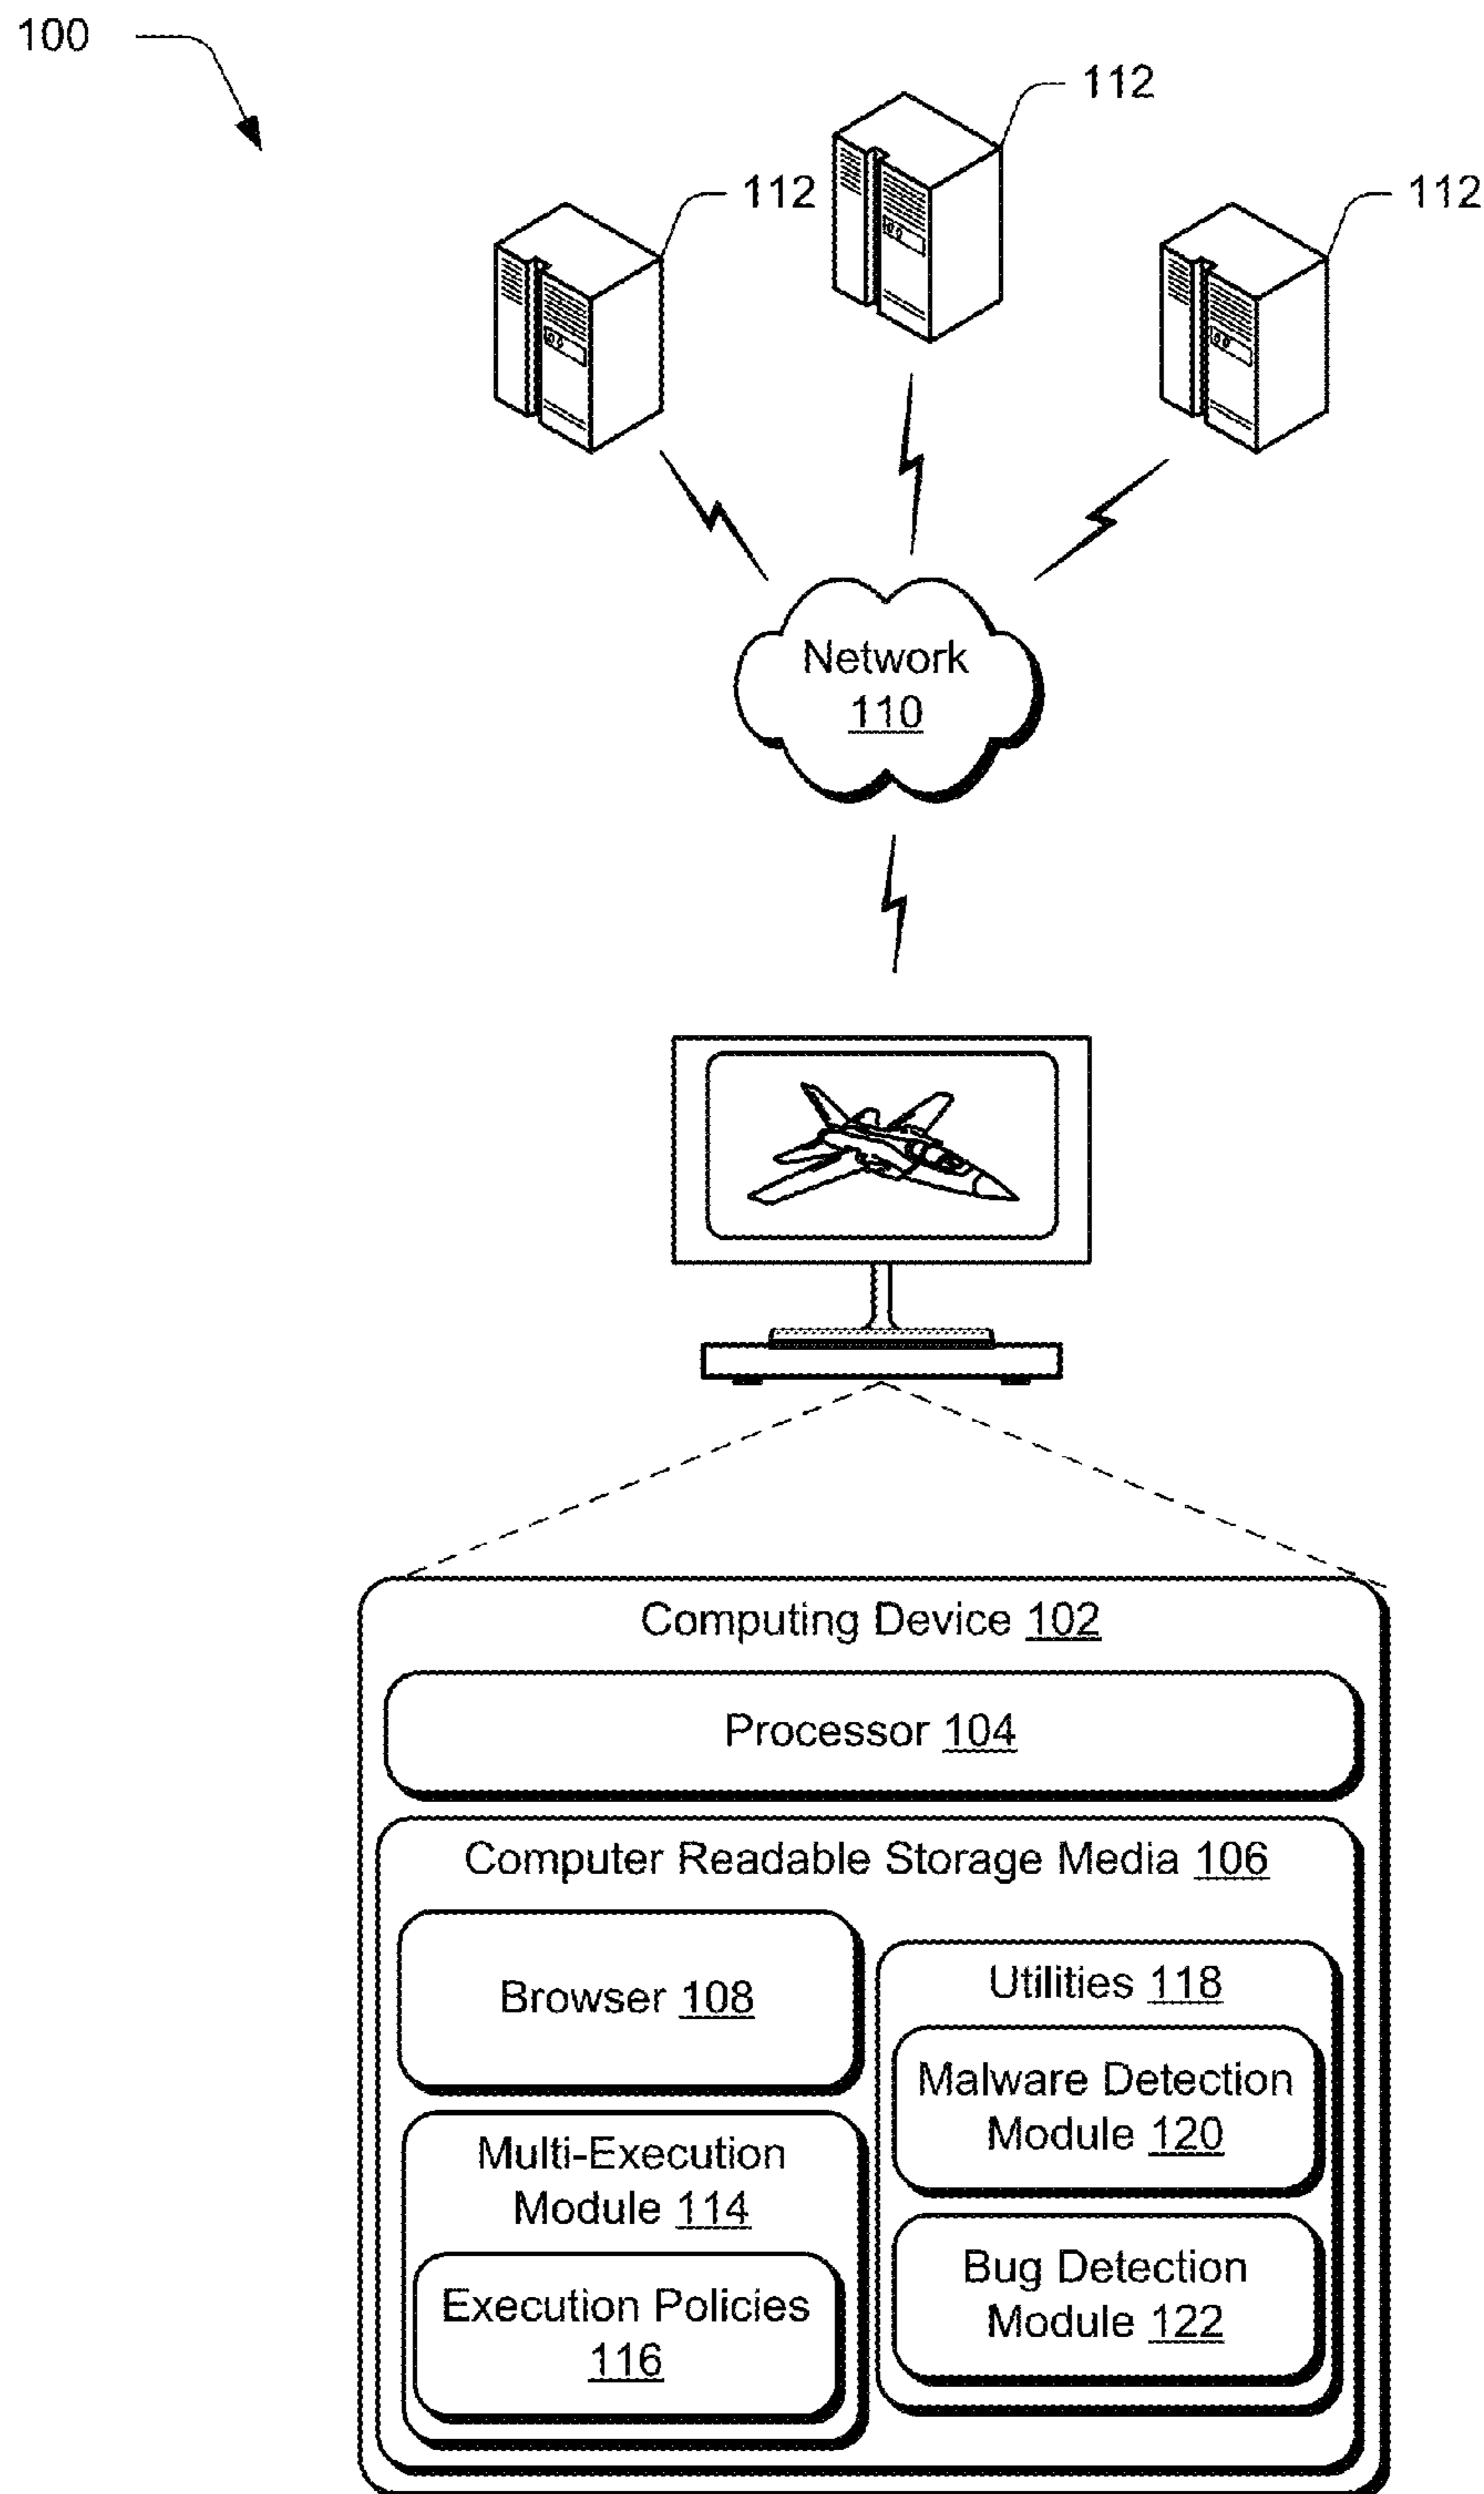 100
112
112
112
Network
110
Computing Device 102
Processor 104
Computer Readable Storage Media 106
Browser 108
Multi-Execution
Module 114
Execution Policies
116
Utilities 118
Malware Detection
Module 120
Bug Detection
Module 122